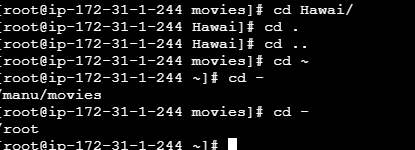 [root@ip-172-31-1-244 movies]# cd Hawai/
[root@ip-172-31-1-244 Hawai]# cd .
[root@ip-172-31-1-244 Hawai]# cd ..
[root@ip-172-31-1-244 movies]# cd ~
[root@ip-172-31-1-244 ~]# cd -
/manu/movies
[root@ip-172-31-1-244 movies]# cd -
/root
[root@ip-172-31-1-244 ~]#